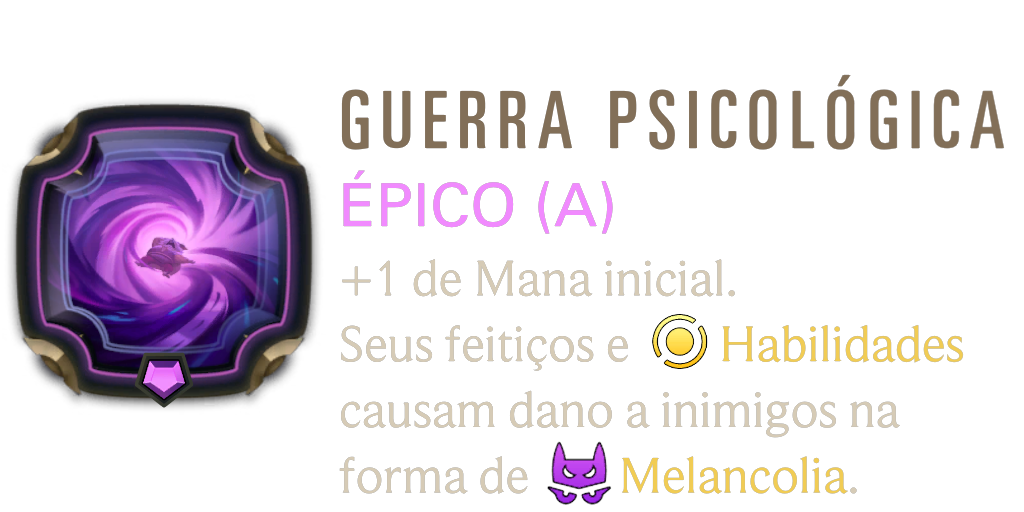 GUERRA PSICOLÓGICA
ÉPICO (A)
+1 de Mana inicial.
Seus feitiços e Habilidades
causam dano a inimigos na
forma de Melancolia.